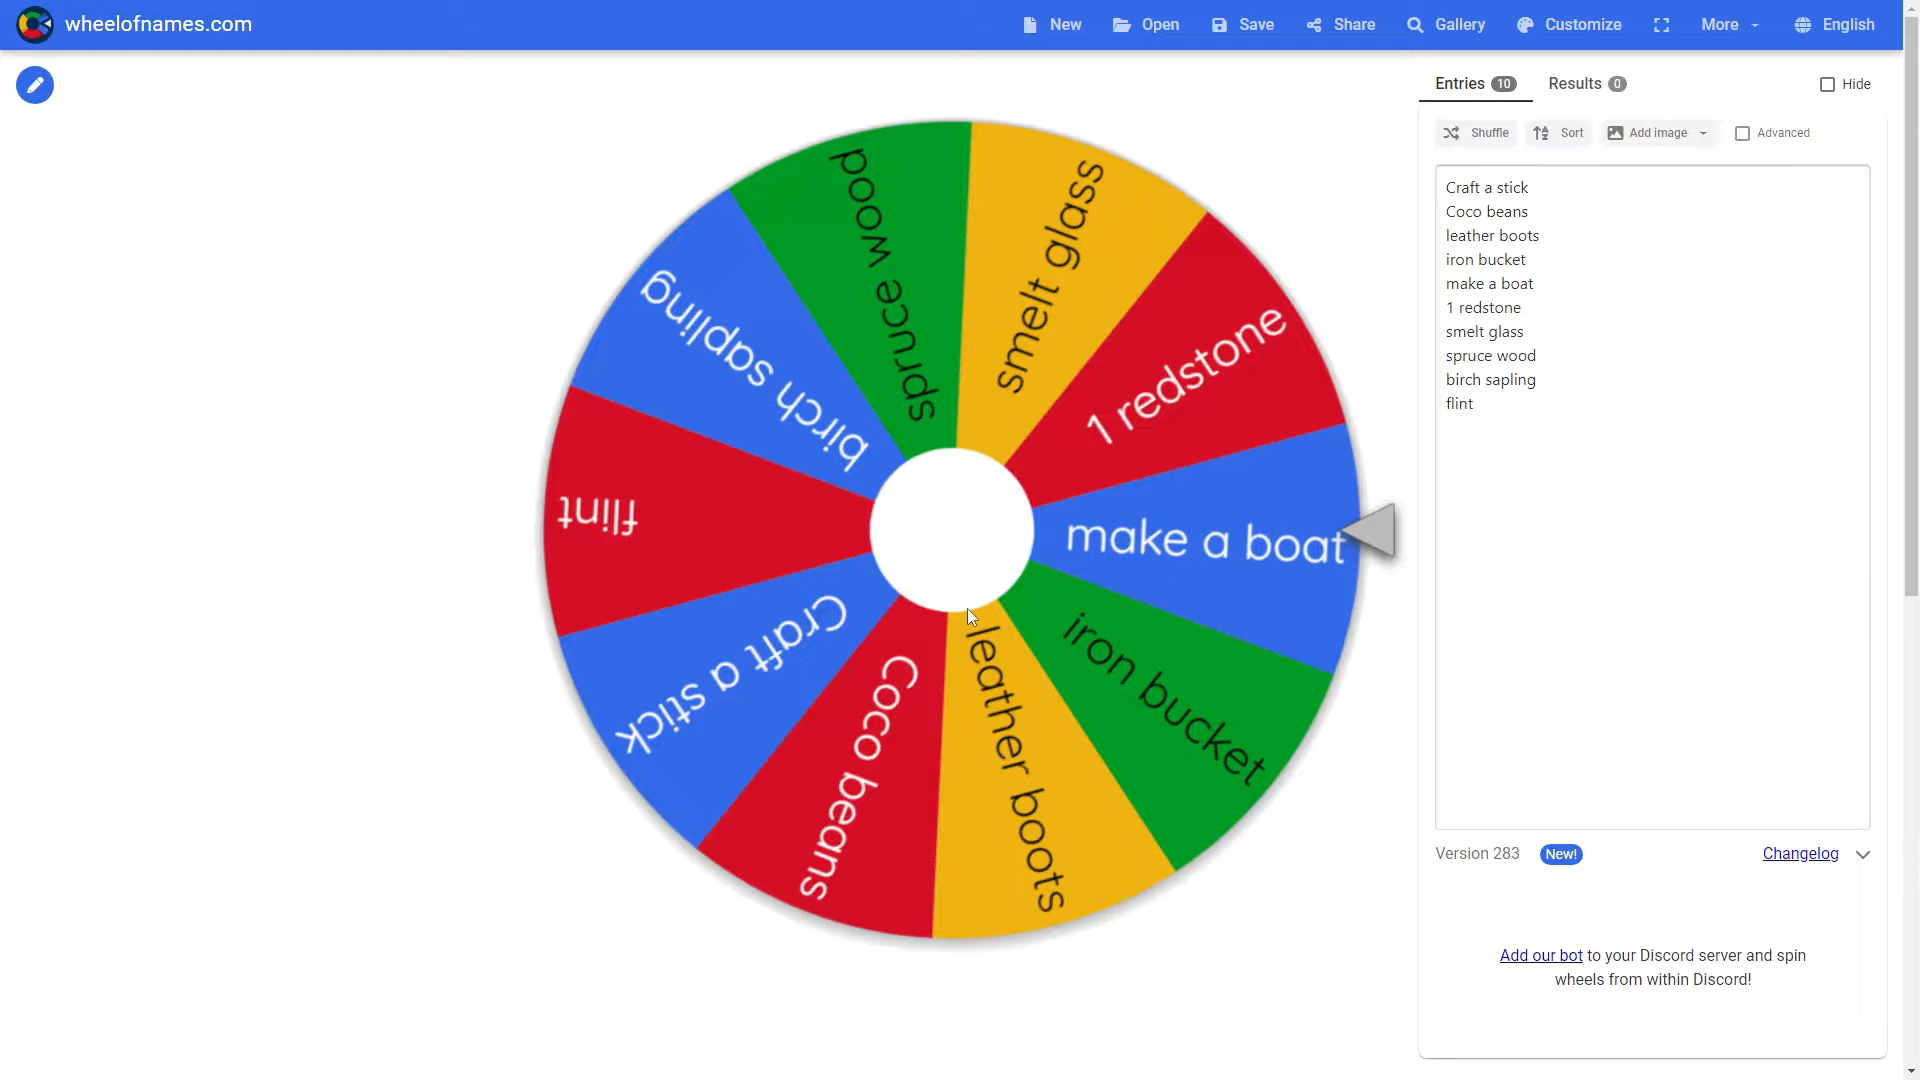 wheelofnames.com
New
Open
Save
Share
Gallery
Customize
More
English
Entries 10
Results 0
Hide
Shuffle
Sort
Add image
Advanced
Craft a stick
Coco beans
leather boots
iron bucket
make a boat
1 redstone
smelt glass
spruce wood
birch sapling
flint
spruce wood
smelt glass
1 redstone
make a boat
iron bucket
leather boots
Coco beans
Craft a stick
flint
birch sapling
Version 283
New!
Changelog
Add our bot to your Discord server and spin
wheels from within Discord!